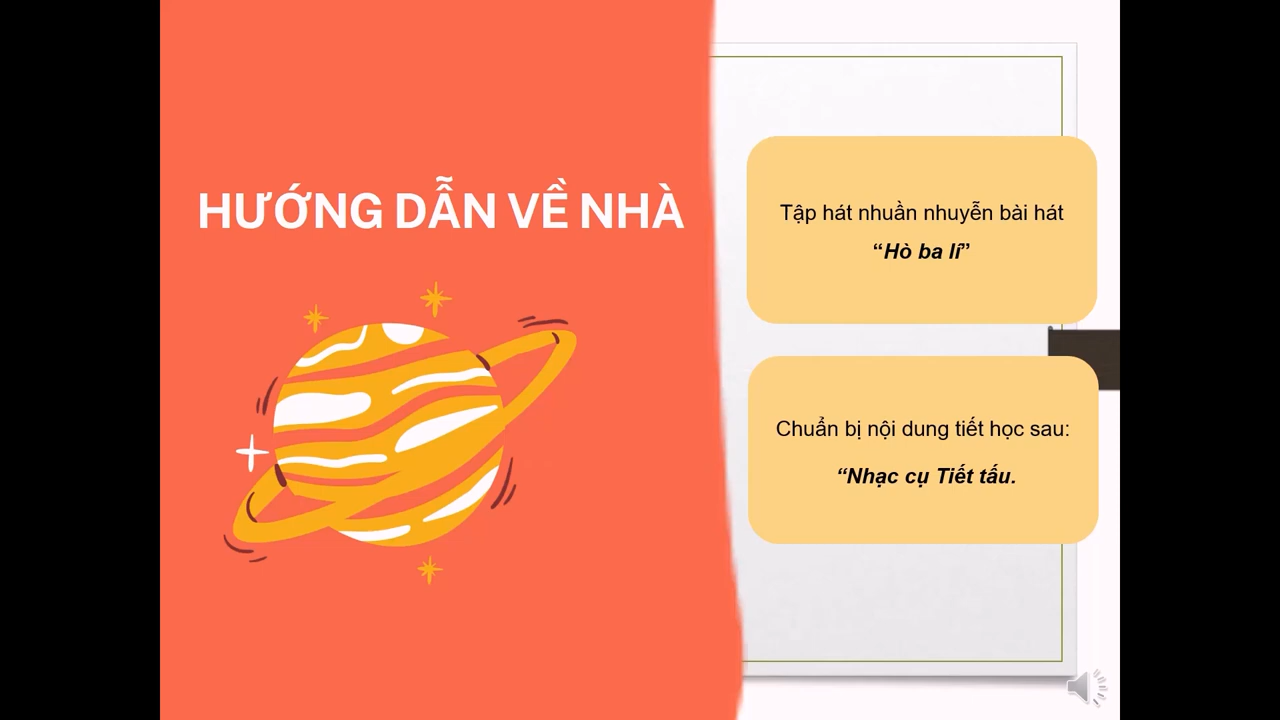 HƯỚNG DẪN VỀ NHÀ
Tập hát nhuần nhuyễn bài hát
“Hò ba lí”
Chuẩn bị nội dung tiết học sau:
“Nhạc cụ Tiết tấu.